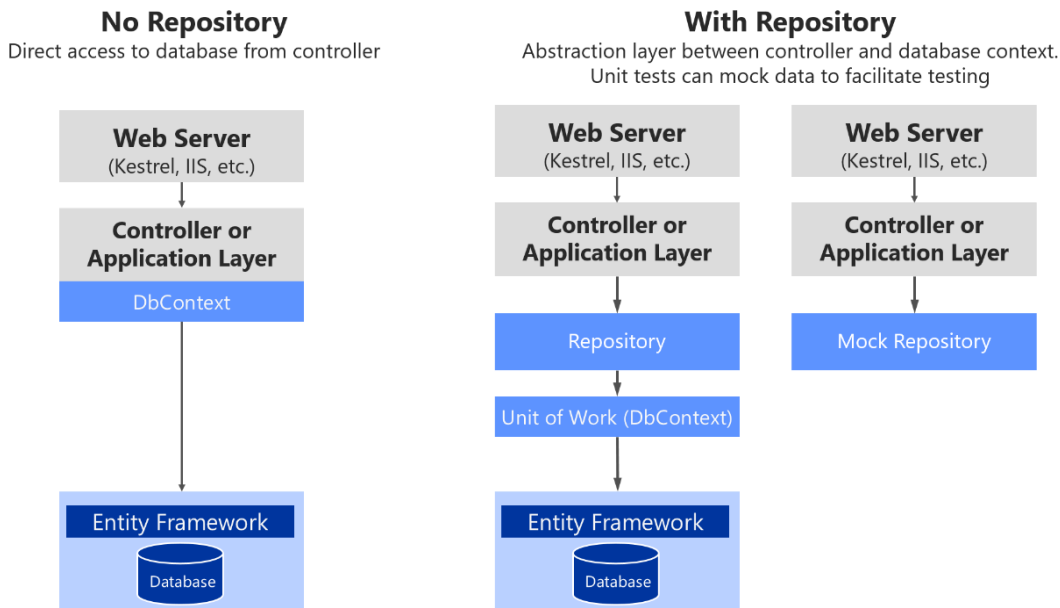 No Repository
Direct access to database from controller
Web Server
(Kestrel, IIS, etc.)
Controller or
Application Layer
DbContext
Entity Framework
Database
With Repository
Abstraction layer between controller and database context.
Unit tests can mock data to facilitate testing
Web Server
(Kestrel, IIS, etc.)
Controller or
Application Layer
Repository
Unit of Work (DbContext)
Entity Framework
Database
Web Server
(Kestrel, IIS, etc.)
Controller or
Application Layer
Mock Repository